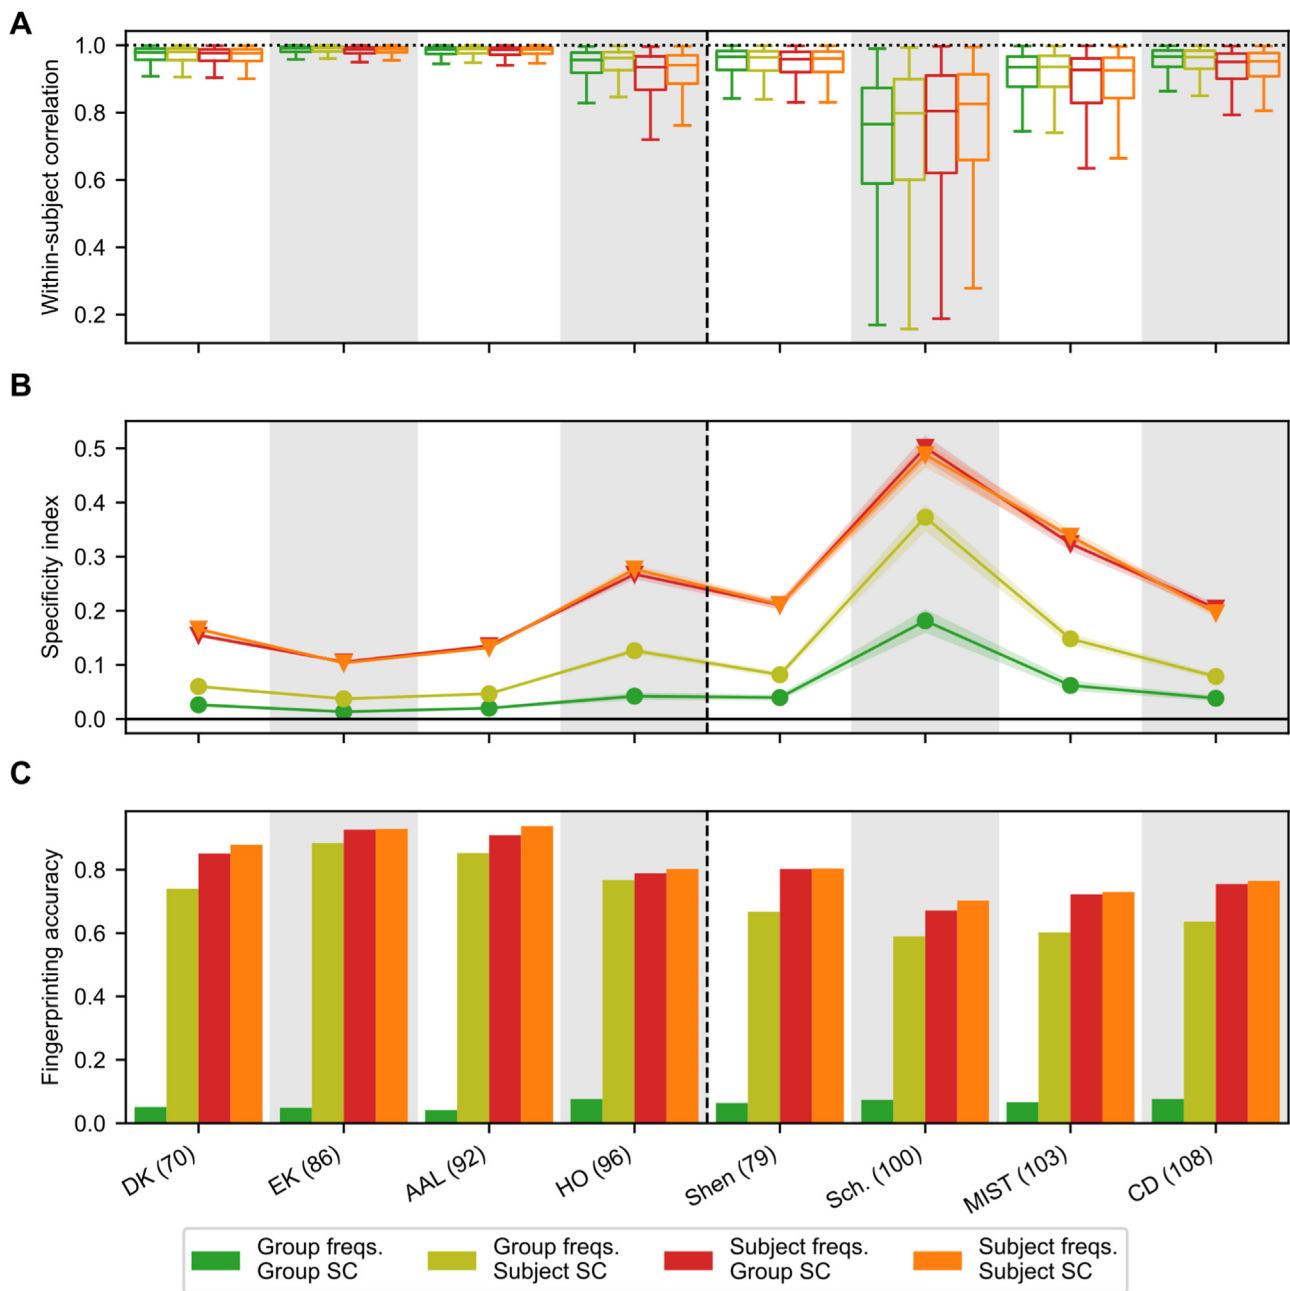 A
Within-subject correlation
1.0
0.8
0.6
0.4
0.2
B
Specificity index
0.5
0.4
0.3
0.2
0.1
0.0
C
Fingerprinting accuracy
0.8
0.6
0.4
0.2
0.0
DK (70)
EK (86)
AAL (92)
HO (96)
Shen (79)
Sch. (100)
MIST (103)
CD (108)
Group freqs.
Group SC
Group freqs.
Subject SC
Subject freqs.
Group SC
Subject freqs.
Subject SC